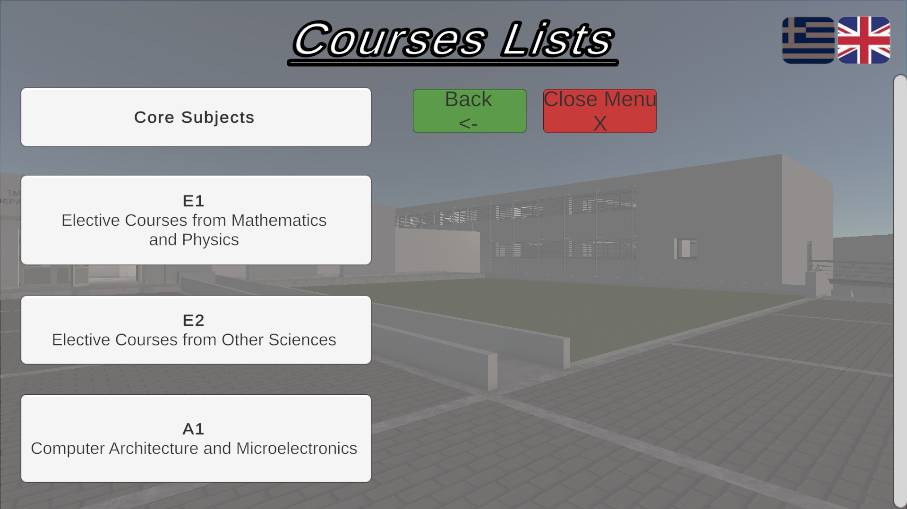 Courses Lists
Core Subjects
Back
<-
Close Menu
X
E1
Elective Courses from Mathematics
and Physics
E2
Elective Courses from Other Sciences
A1
Computer Architecture and Microelectronics